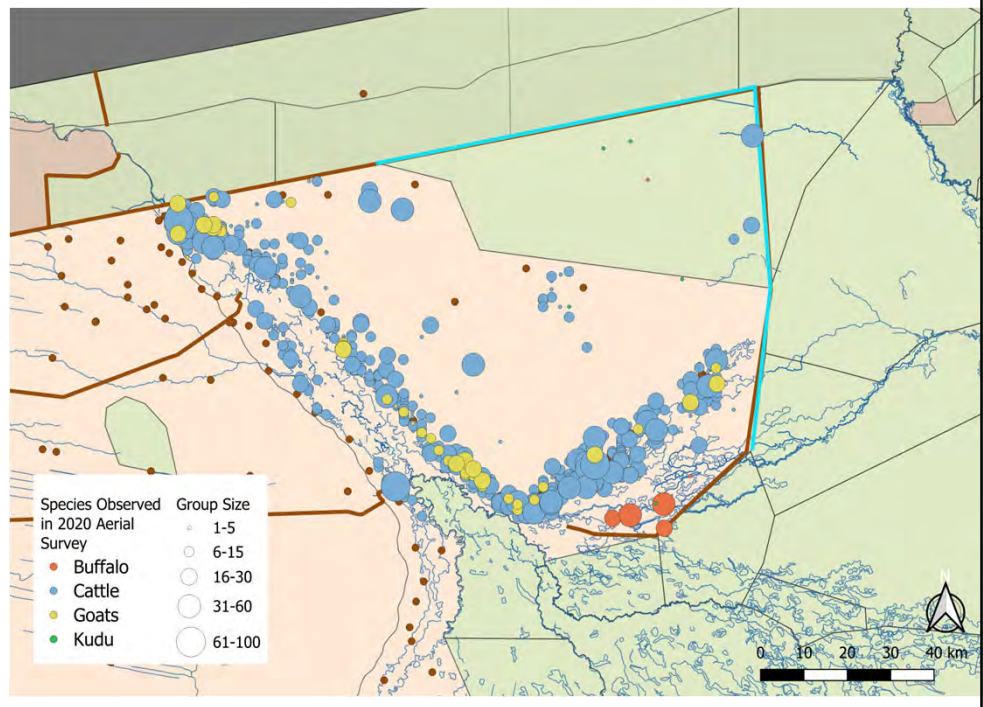 Species Observed
in 2020 Aerial
Survey
Buffalo
Cattle
Goats
Kudu
Group Size
1-5
6-15
16-30
31-60
61-100
N
0 10 20 30 40 km